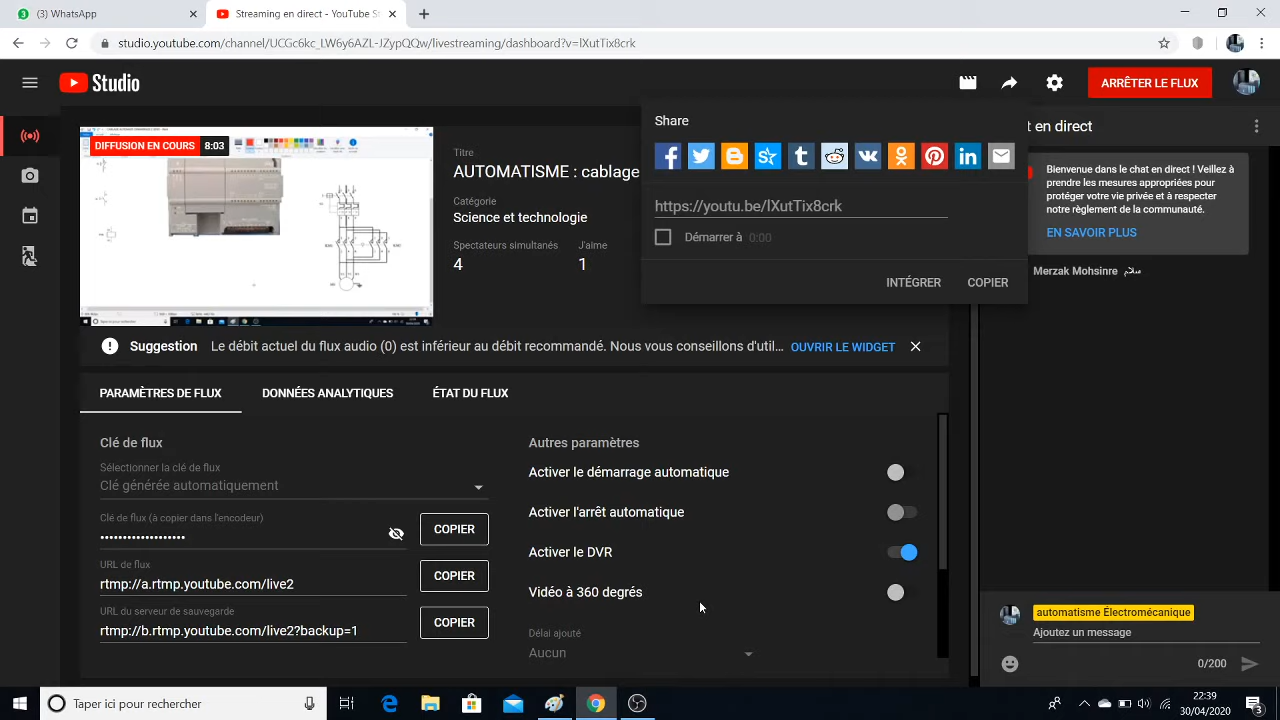 (3) WhatsApp
Streaming en direct - YouTube St
studio.youtube.com/channel/UCGc6kc_LW6y6AZL-SJZypQQw/livestreaming/dashboard?v=lXutTix8crk
Studio
ARRÊTER LE FLUX
DIFFUSION EN COURS 8:03
Titre
AUTOMATISME : cablage
Catégorie
Science et technologie
Spectateurs simultanés
J'aime
4
1
Share
https://youtu.be/lXutTix8crk
Démarrer à 0:00
INTÉGRER
COPIER
t en direct
Bienvenue dans le chat en direct ! Veillez à
prendre les mesures appropriées pour
protéger votre vie privée et à respecter
notre règlement de la communauté.
EN SAVOIR PLUS
Merzak Mohsinre سلام
Suggestion Le débit actuel du flux audio (0) est inférieur au débit recommandé. Nous vous conseillons d'util... OUVRIR LE WIDGET
PARAMÈTRES DE FLUX
DONNÉES ANALYTIQUES
ÉTAT DU FLUX
Clé de flux
Sélectionner la clé de flux
Clé générée automatiquement
Clé de flux (à copier dans l'encodeur)
••••••••••••••••••• COPIER
URL de flux
rtmp://a.rtmp.youtube.com/live2 COPIER
URL du serveur de sauvegarde
rtmp://b.rtmp.youtube.com/live2?backup=1 COPIER
Autres paramètres
Activer le démarrage automatique
Activer l'arrêt automatique
Activer le DVR
Vidéo à 360 degrés
Délai ajouté
Aucun
automatisme Électromécanique
Ajoutez un message
0/200
Taper ici pour rechercher
22:39
30/04/2020
3